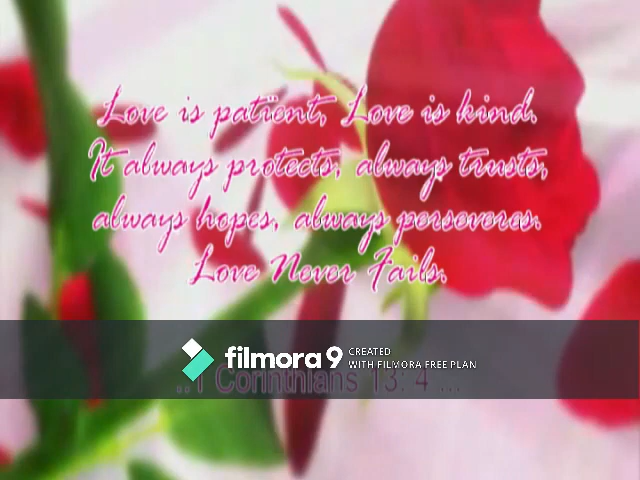 Love is patient, Love is kind.
It always protects, always trusts,
always hopes, always perseveres.
Love Never Fails.
filmora 9 CREATED
WITH FILMORA FREE PLAN
..1 Corinthians 13: 4 ...